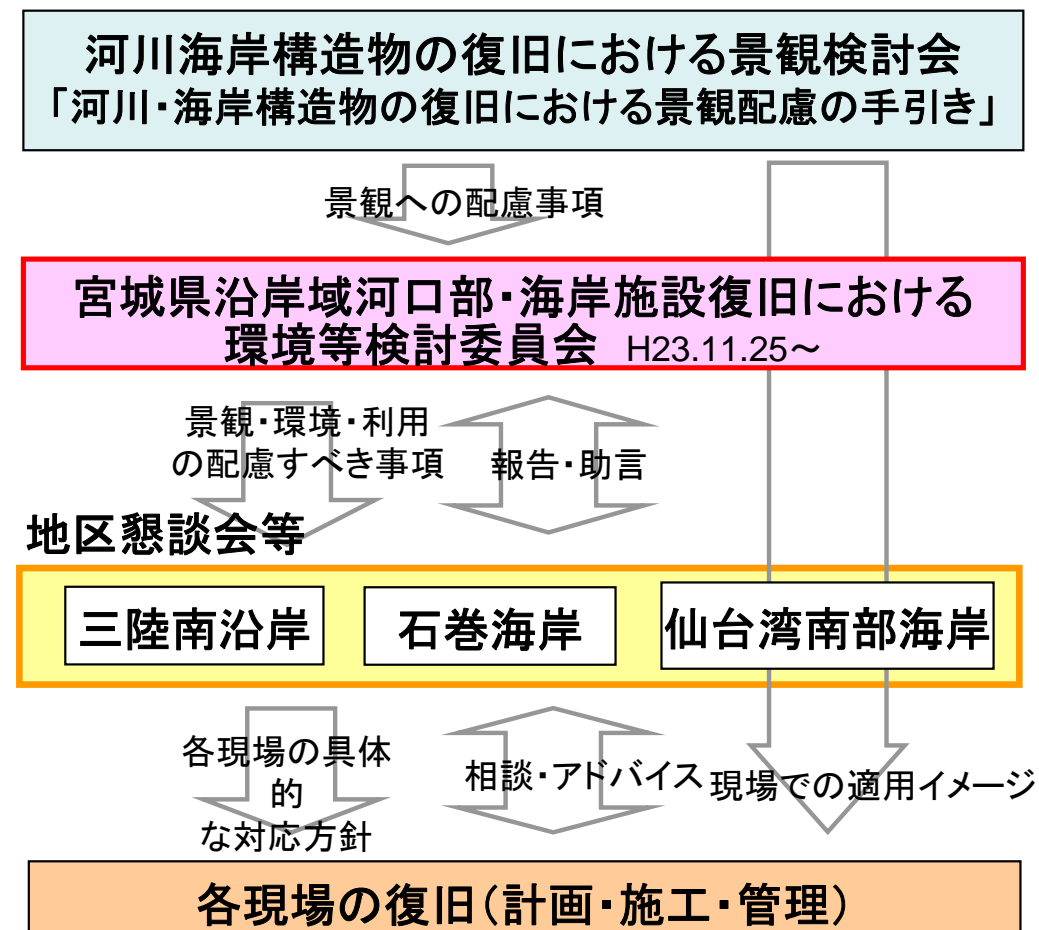 河川海岸構造物の復旧における景観検討会
「河川・海岸構造物の復旧における景観配慮の手引き」
景観への配慮事項
宮城県沿岸域河口部・海岸施設復旧における
環境等検討委員会 H23.11.25～
景観・環境・利用
の配慮すべき事項
報告・助言
地区懇談会等
三陸南沿岸
石巻海岸
仙台湾南部海岸
各現場の具体
的
な対応方針
相談・アドバイス
現場での適用イメージ
各現場の復旧（計画・施工・管理）